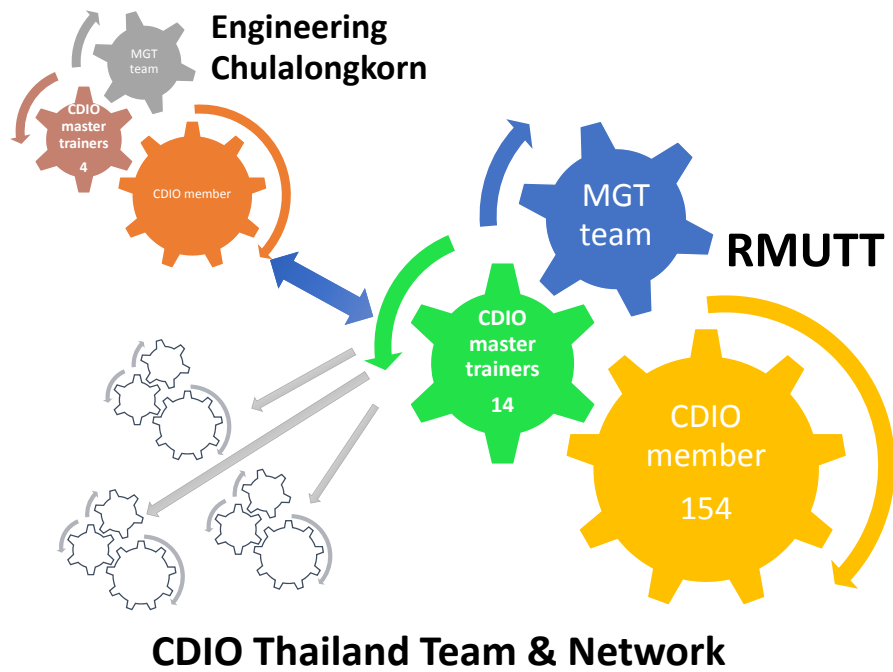 Engineering
Chulalongkorn
MGT
team
CDIO
master
trainers
4
CDIO member
MGT
team
RMUTT
CDIO
master
trainers
14
CDIO
member
154
CDIO Thailand Team & Network